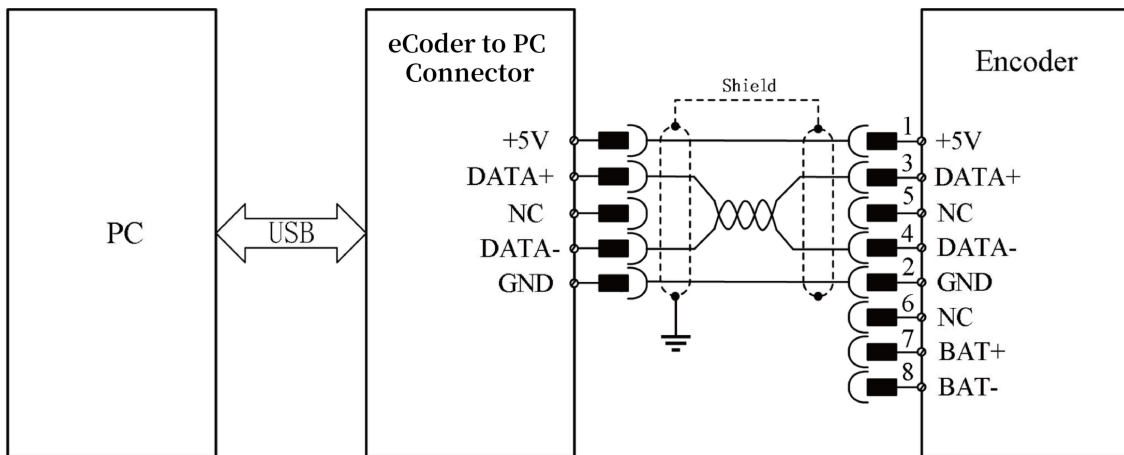 PC
USB
eCoder to PC
Connector
+5V
DATA+
NC
DATA-
GND
Shield
Encoder
1
+5V
3
DATA+
5
NC
4
DATA-
2
GND
6
NC
7
BAT+
8
BAT-